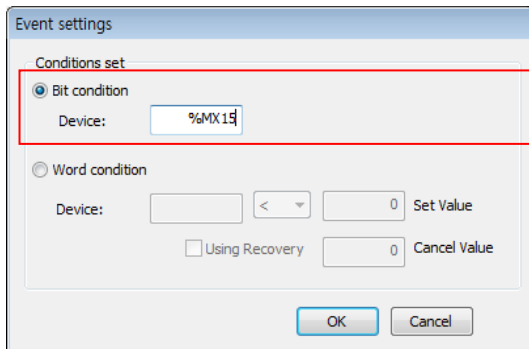 Event settings
Conditions set
Bit condition
Device: %MX15
Word condition
Device: < 0 Set Value
Using Recovery 0 Cancel Value
OK Cancel